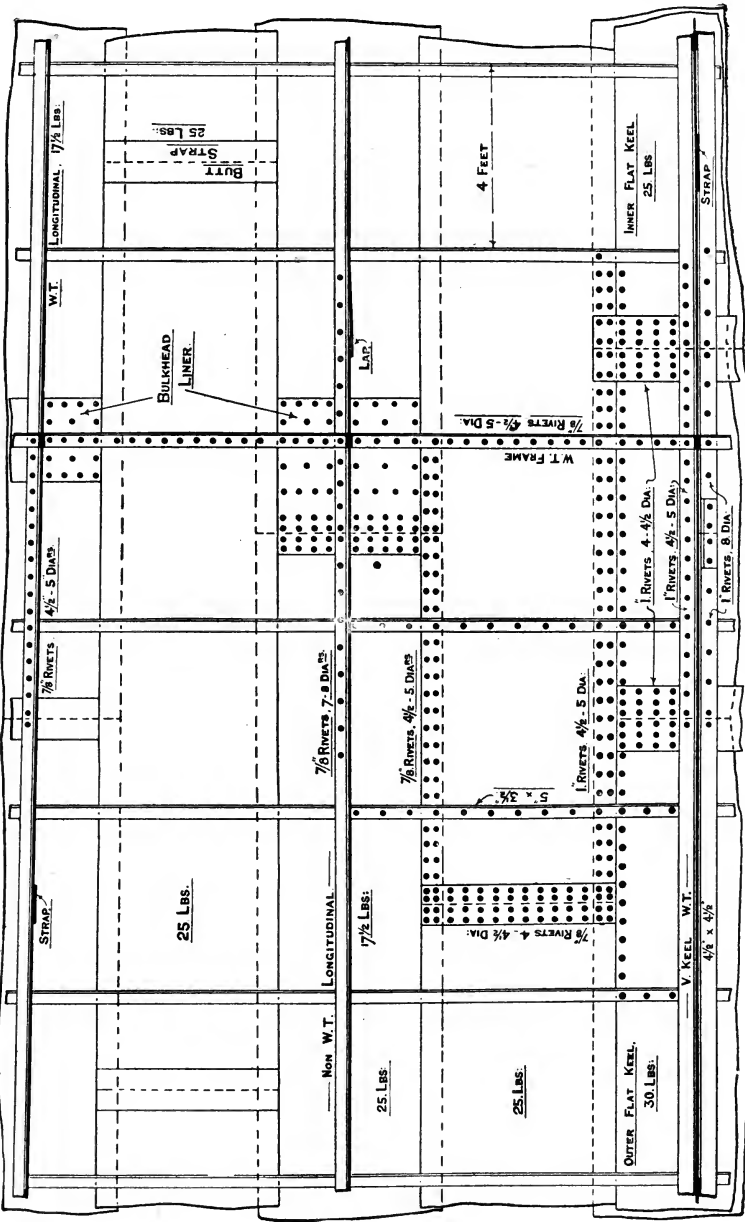 W.T. LONGITUDINAL, 17½ LBS:
BUTT
STRAP
25 LBS:
4 FEET
INNER FLAT KEEL
25. LBS
STRAP
BULKHEAD
LINER.
LAP.
⅞" RIVETS 4½-5 DIA:
W.T. FRAME
1" RIVETS, 4-4½ DIA:
1" RIVETS, 4½-5 DIA:
1" RIVETS, 8 DIA:
⅞" RIVETS 4½-5 DIARS
⅞" RIVETS, 7-8 DIARS
⅞" RIVETS, 4½-5 DIARS
1" RIVETS, 4½-5 DIA:
5" × 3½"
STRAP
25 LBS.
NON W.T. LONGITUDINAL
17½ LBS:
⅞" RIVETS 4-4½ DIA:
V. KEEL W.T.
4½" × 4½"
25. LBS:
25. LBS:
OUTER FLAT KEEL,
30. LBS: